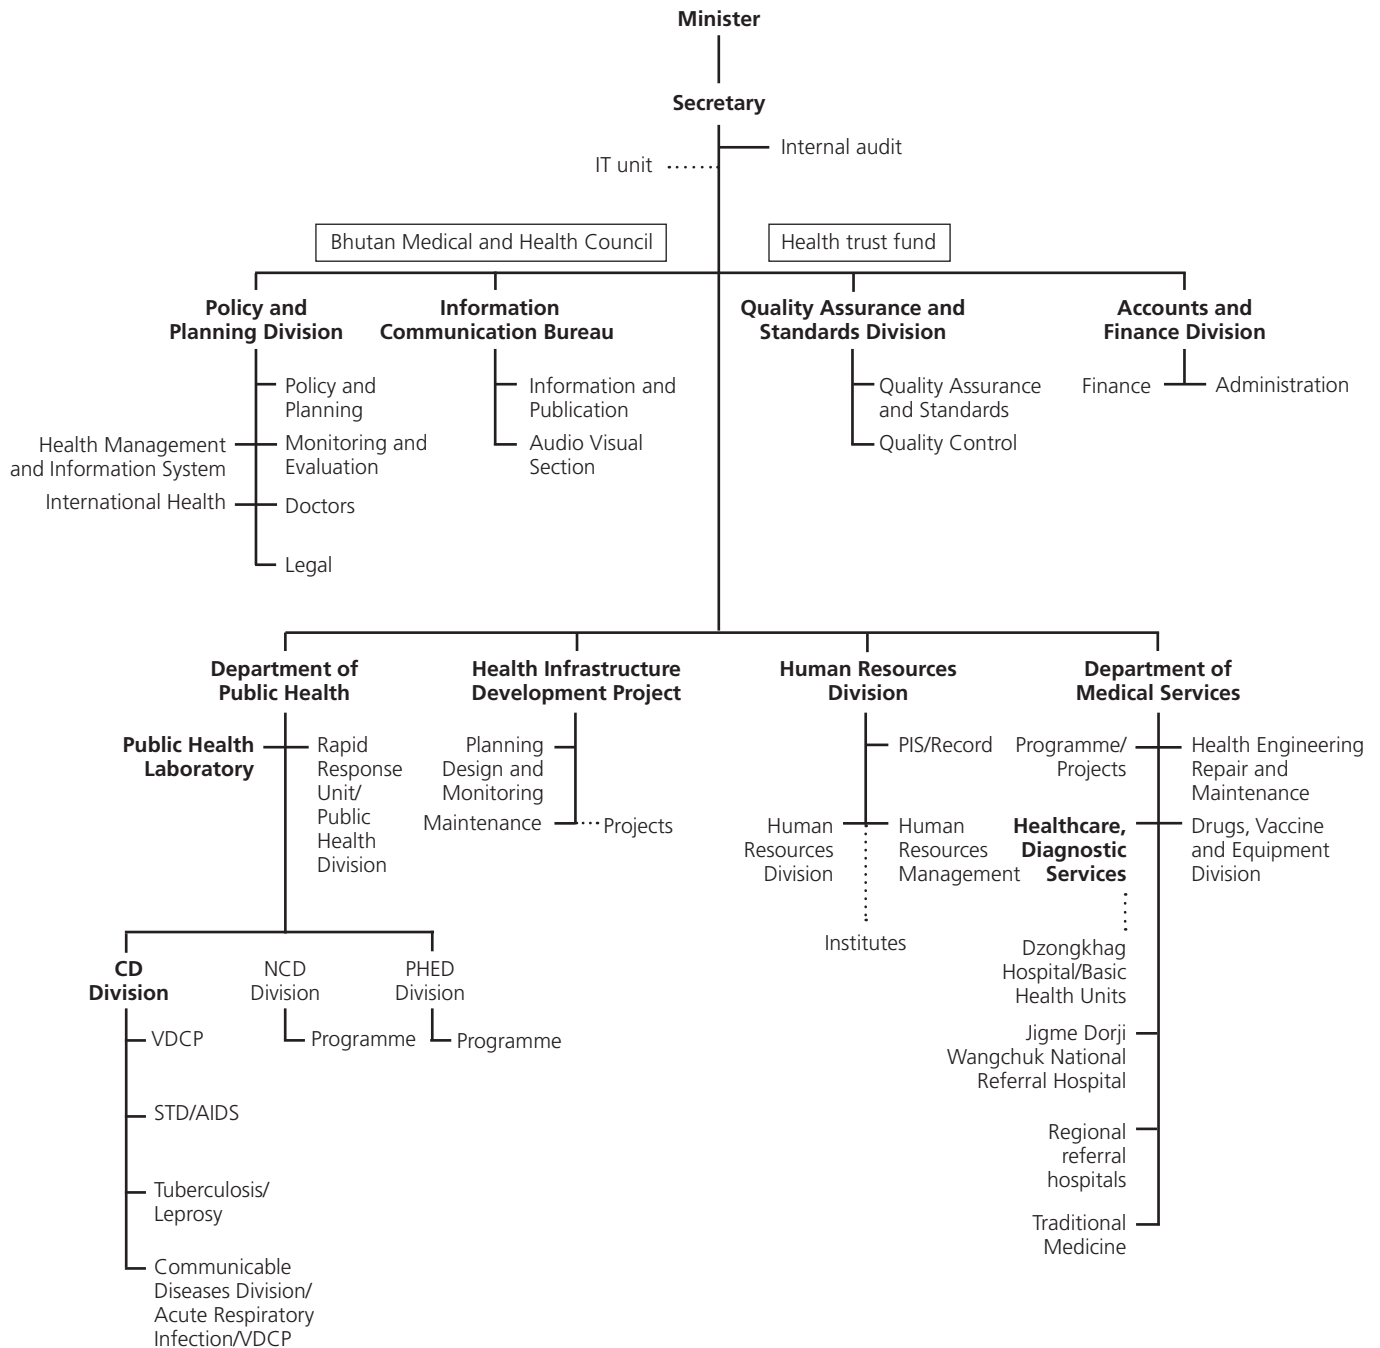 Minister
Secretary
Internal audit
IT unit
Bhutan Medical and Health Council
Health trust fund
Policy and
Planning Division
Information
Communication Bureau
Quality Assurance and
Standards Division
Accounts and
Finance Division
Policy and
Planning
Health Management
and Information System
Monitoring and
Evaluation
International Health
Doctors
Legal
Information and
Publication
Audio Visual
Section
Quality Assurance
and Standards
Quality Control
Finance
Administration
Department of
Public Health
Health Infrastructure
Development Project
Human Resources
Division
Department of
Medical Services
Public Health
Laboratory
Rapid
Response
Unit/
Public
Health
Division
Planning
Design and
Monitoring
Maintenance
Projects
PIS/Record
Human
Resources
Division
Human
Resources
Management
Institutes
Programme/
Projects
Health Engineering
Repair and
Maintenance
Healthcare,
Diagnostic
Services
Drugs, Vaccine
and Equipment
Division
Dzongkhag
Hospital/Basic
Health Units
Jigme Dorji
Wangchuk National
Referral Hospital
Regional
referral
hospitals
Traditional
Medicine
CD
Division
NCD
Division
PHED
Division
VDCP
Programme
Programme
STD/AIDS
Tuberculosis/
Leprosy
Communicable
Diseases Division/
Acute Respiratory
Infection/VDCP